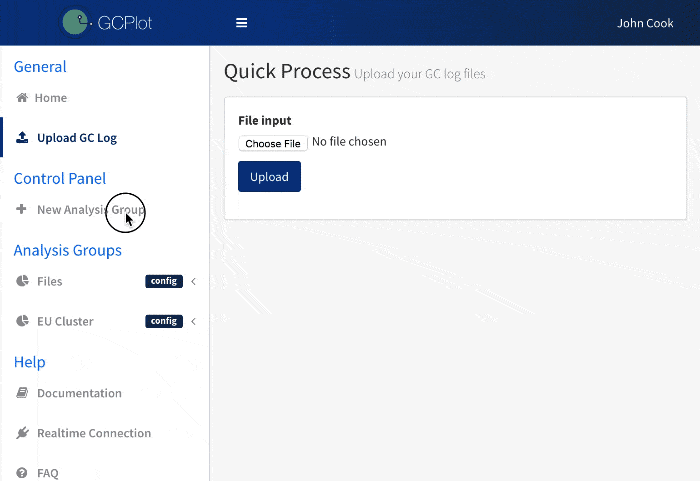 GCPlot
John Cook
General
Home
Upload GC Log
Control Panel
New Analysis Group
Analysis Groups
Files config
EU Cluster config
Help
Documentation
Realtime Connection
FAQ
Quick Process Upload your GC log files
File input
Choose File No file chosen
Upload